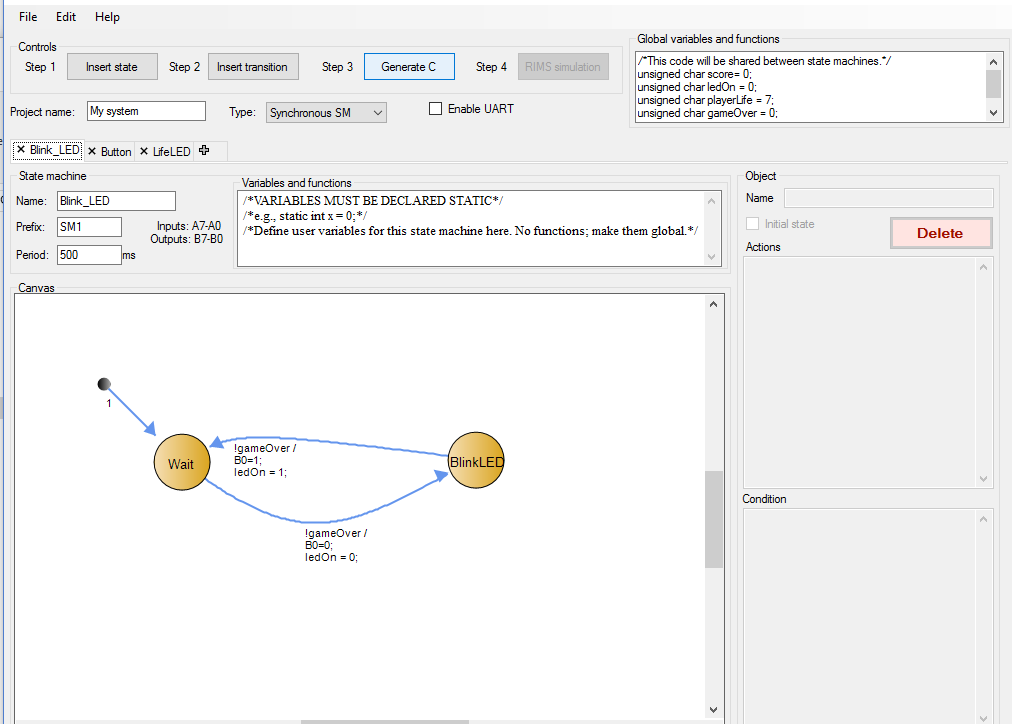 File Edit Help
Controls
Step 1 Insert state Step 2 Insert transition Step 3 Generate C Step 4 RIMS simulation
Project name: My system Type: Synchronous SM Enable UART
Global variables and functions
/*This code will be shared between state machines.*/
unsigned char score= 0;
unsigned char ledOn = 0;
unsigned char playerLife = 7;
unsigned char gameOver = 0;
Blink_LED Button LifeLED
State machine
Name: Blink_LED
Prefix: SM1 Inputs: A7-A0
Outputs: B7-B0
Period: 500 ms
Variables and functions
/*VARIABLES MUST BE DECLARED STATIC*/
/*e.g., static int x = 0;*/
/*Define user variables for this state machine here. No functions; make them global.*/
Object
Name
Initial state
Delete
Actions
Condition
Canvas
1
Wait
!gameOver /
B0=1;
ledOn = 1;
BlinkLED
!gameOver /
B0=0;
ledOn = 0;